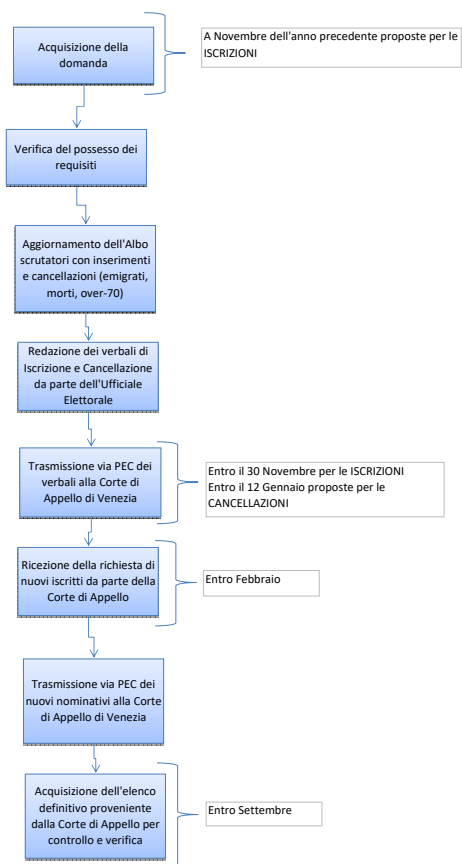 Acquisizione della
domanda
A Novembre dell'anno precedente proposte per le
ISCRIZIONI
Verifica del possesso dei
requisiti
Aggiornamento dell'Albo
scrutatori con inserimenti
e cancellazioni (emigrati,
morti, over-70)
Redazione dei verbali di
Iscrizione e Cancellazione
da parte dell'Ufficiale
Elettorale
Trasmissione via PEC dei
verbali alla Corte di
Appello di Venezia
Entro il 30 Novembre per le ISCRIZIONI
Entro il 12 Gennaio proposte per le
CANCELLAZIONI
Ricezione della richiesta di
nuovi iscritti da parte della
Corte di Appello
Entro Febbraio
Trasmissione via PEC dei
nuovi nominativi alla Corte
di Appello di Venezia
Acquisizione dell'elenco
definitivo proveniente
dalla Corte di Appello per
controllo e verifica
Entro Settembre